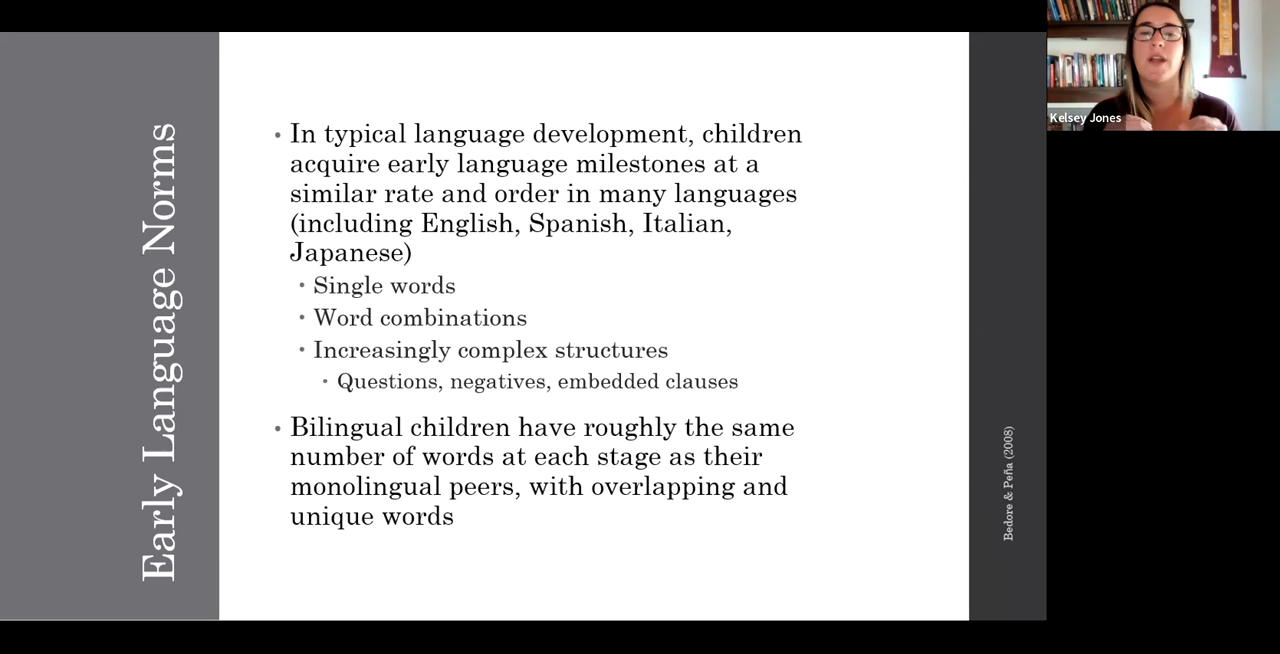 Early Language Norms
• In typical language development, children
acquire early language milestones at a
similar rate and order in many languages
(including English, Spanish, Italian,
Japanese)
• Single words
• Word combinations
• Increasingly complex structures
• Questions, negatives, embedded clauses
• Bilingual children have roughly the same
number of words at each stage as their
monolingual peers, with overlapping and
unique words
Bedore & Peña (2008)
Kelsey Jones